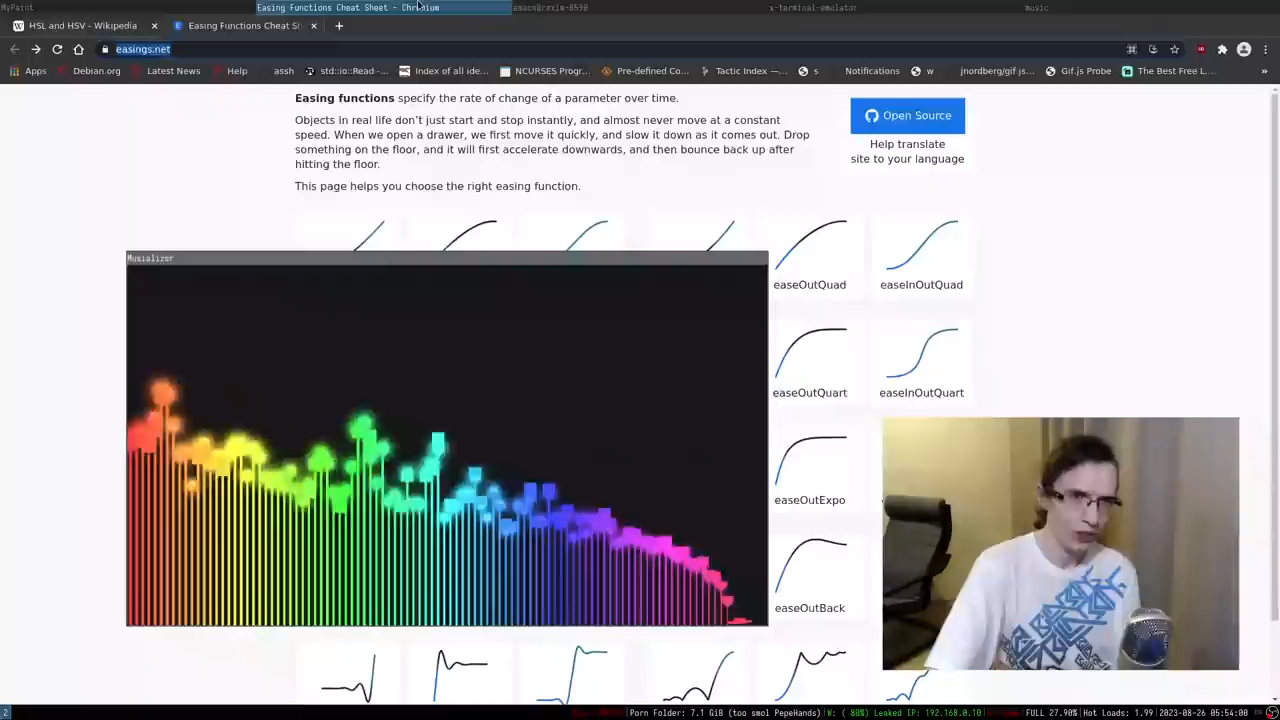 MyPaint
Easing Functions Cheat Sheet - Chromium
x-terminal-emulator
music
HSL and HSV - Wikipedia
Easing Functions Cheat S
easings.net
Apps
Debian.org
Latest News
Help
assh
std::io::Read -...
Index of all ide...
NCURSES Progr...
Pre-defined Co...
Tactic Index —...
s
Notifications
w
jnordberg/gif.js...
Gif.js Probe
The Best Free L...
»
Easing functions specify the rate of change of a parameter over time.
Objects in real life don't just start and stop instantly, and almost never move at a constant
speed. When we open a drawer, we first move it quickly, and slow it down as it comes out. Drop
something on the floor, and it will first accelerate downwards, and then bounce back up after
hitting the floor.
This page helps you choose the right easing function.
Open Source
Help translate
site to your language
Musializer
easeOutQuad
easeInOutQuad
easeOutQuart
easeInOutQuart
easeOutExpo
easeOutBack
2
Porn Folder: 7.1 GiB (too smol PepeHands)|W: ( 80%) Leaked IP: 192.168.0.10|
FULL 27.90%|Hot Loads: 1.99|2023-08-26 05:54:00